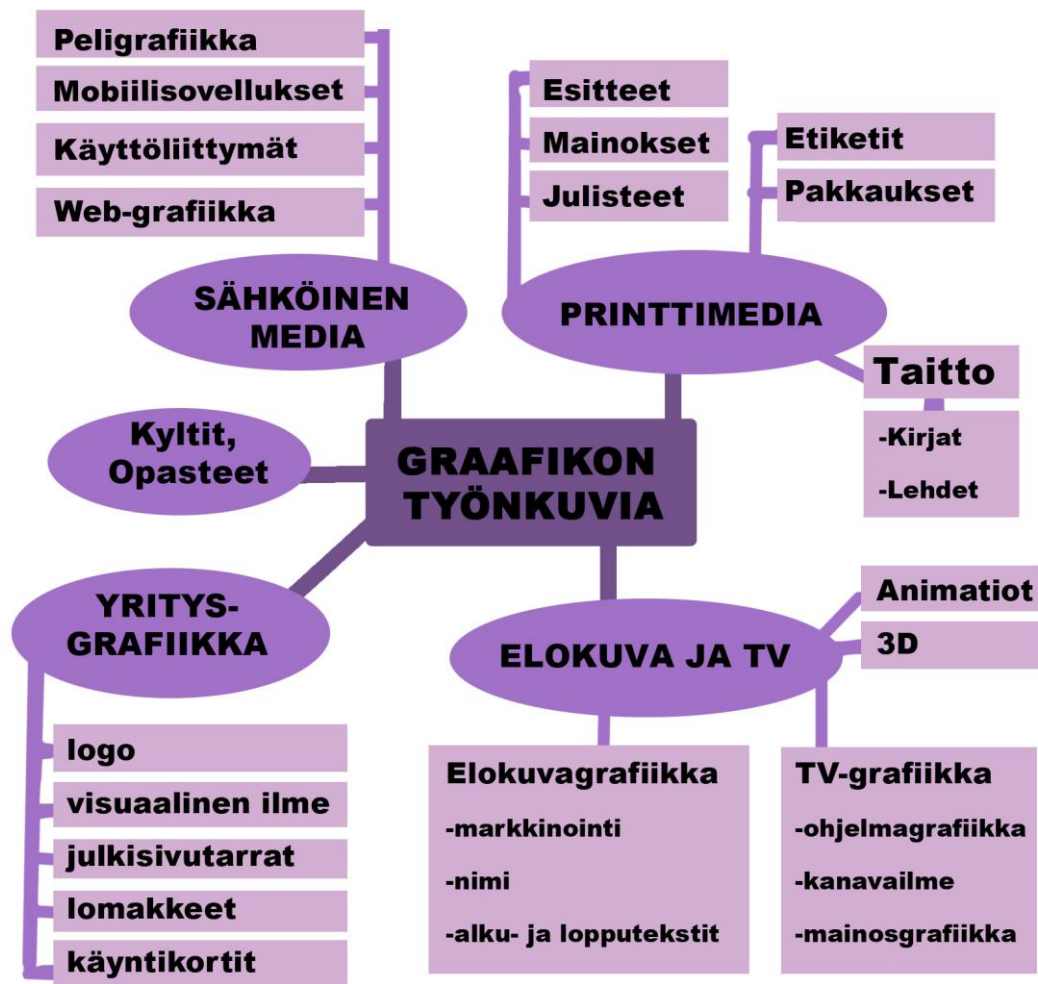 Peligrafiikka
Mobiilisovellukset
Käyttöliittymät
Web-grafiikka
SÄHKÖINEN
MEDIA
Esitteet
Mainokset
Julisteet
Etiketit
Pakkaukset
PRINTTIMEDIA
Taitto
-Kirjat
-Lehdet
Kyltit,
Opasteet
GRAAFIKON
TYÖNKUVIA
YRITYS-
GRAFIIKKA
logo
visuaalinen ilme
julkisivutarrat
lomakkeet
käyntikortit
ELOKUVA JA TV
Animatiot
3D
Elokuvagrafiikka
-markkinointi
-nimi
-alku- ja lopputekstit
TV-grafiikka
-ohjelmagrafiikka
-kanavailme
-mainosgrafiikka